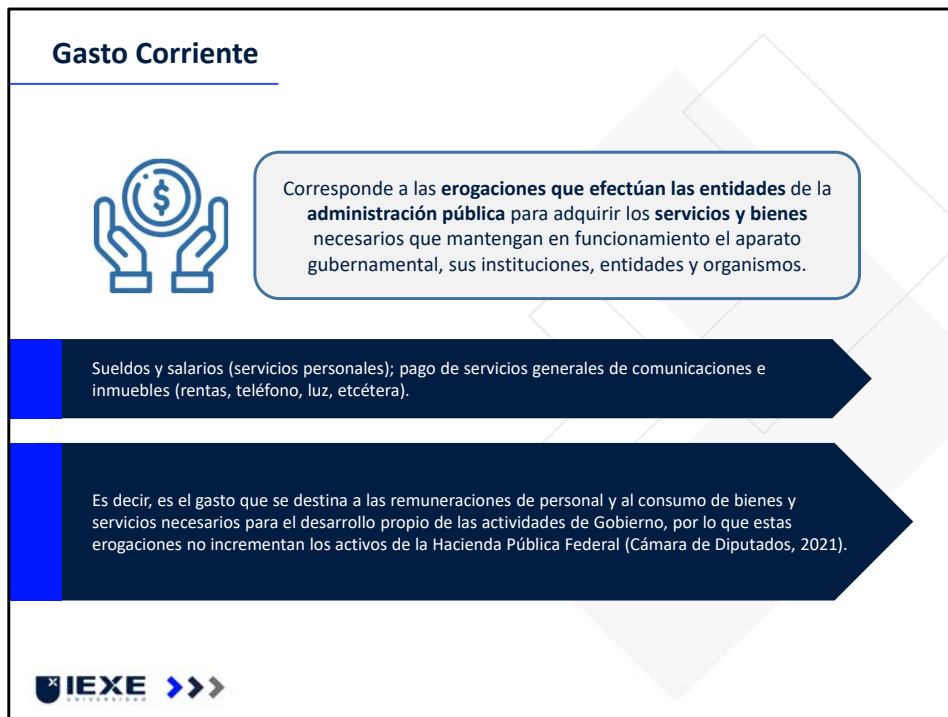 Gasto Corriente
$
Corresponde a las erogaciones que efectúan las entidades de la
administración pública para adquirir los servicios y bienes
necesarios que mantengan en funcionamiento el aparato
gubernamental, sus instituciones, entidades y organismos.
Sueldos y salarios (servicios personales); pago de servicios generales de comunicaciones e
inmuebles (rentas, teléfono, luz, etcétera).
Es decir, es el gasto que se destina a las remuneraciones de personal y al consumo de bienes y
servicios necesarios para el desarrollo propio de las actividades de Gobierno, por lo que estas
erogaciones no incrementan los activos de la Hacienda Pública Federal (Cámara de Diputados, 2021).
IEXE
UNIVERSIDAD